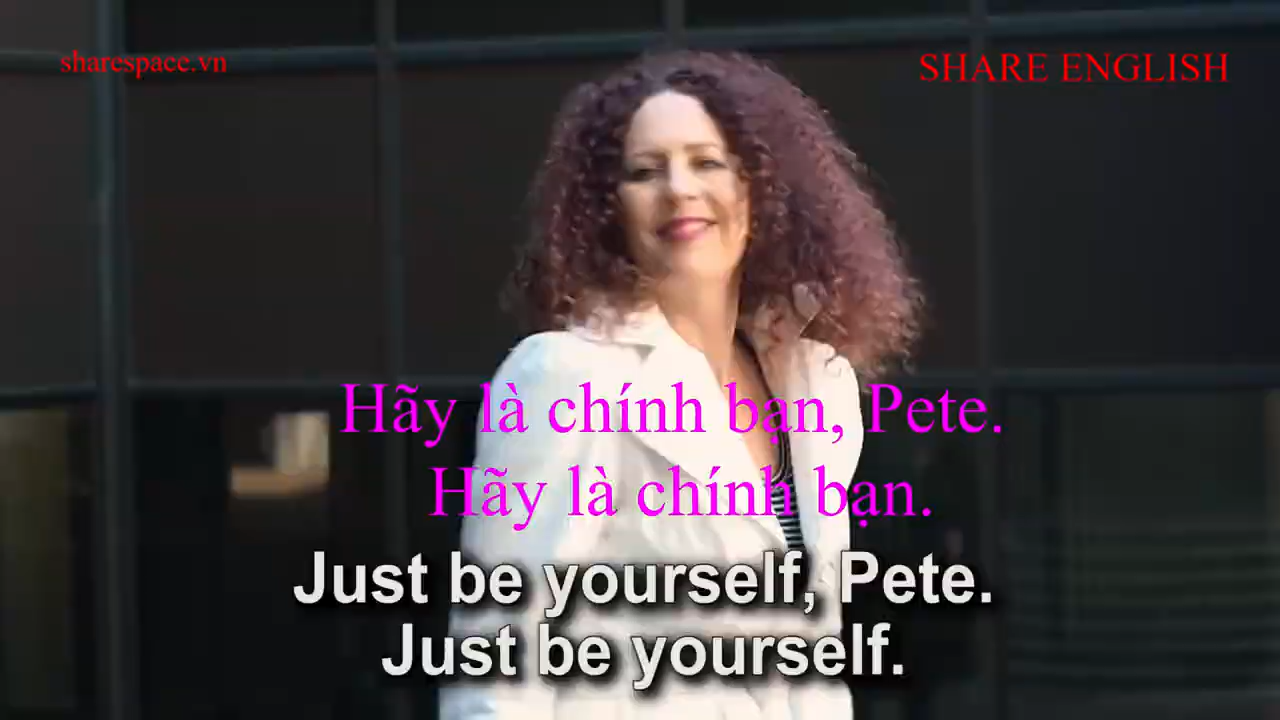 sharespace.vn
SHARE ENGLISH
Hãy là chính bạn, Pete.
Hãy là chính bạn.
Just be yourself, Pete.
Just be yourself.